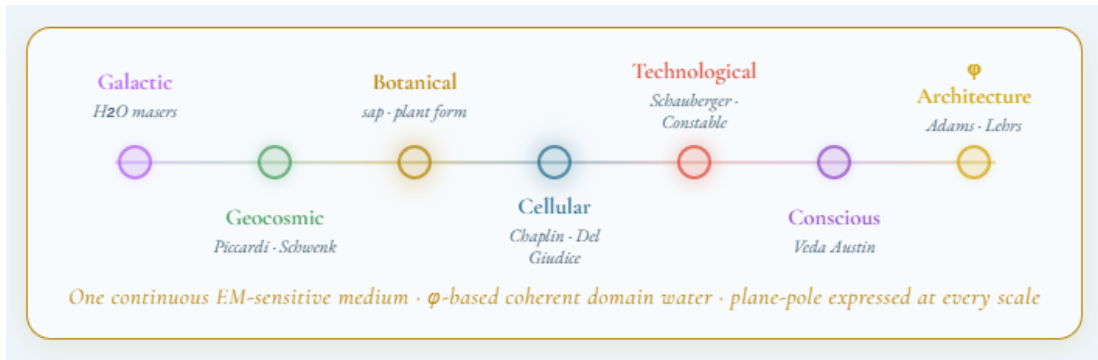 Galactic
H2O masers
Geocosmic
Piccardi · Schwenk
Botanical
sap · plant form
Cellular
Chaplin · Del
Giudice
Technological
Schauberger ·
Constable
Conscious
Veda Austin
φ
Architecture
Adams · Lehrs
One continuous EM-sensitive medium · φ-based coherent domain water · plane-pole expressed at every scale